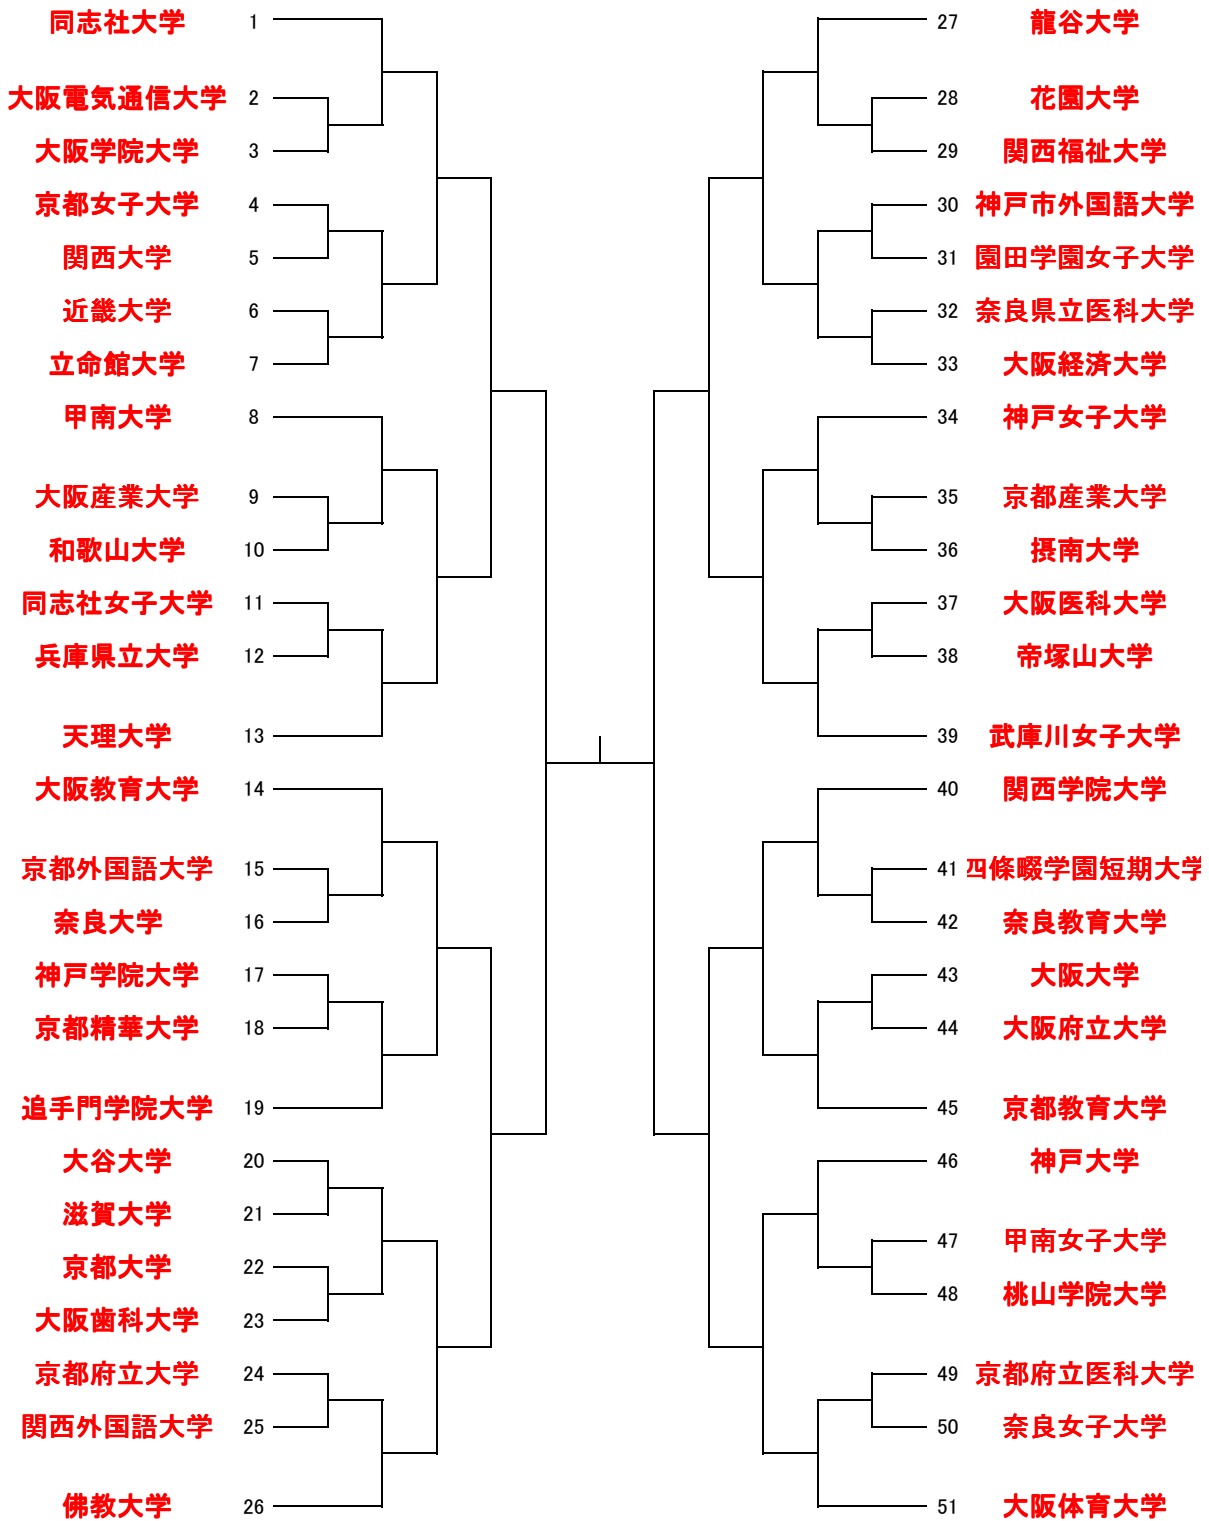 同志社大学 1
大阪電気通信大学 2
大阪学院大学 3
京都女子大学 4
関西大学 5
近畿大学 6
立命館大学 7
甲南大学 8
大阪産業大学 9
和歌山大学 10
同志社女子大学 11
兵庫県立大学 12
天理大学 13
大阪教育大学 14
京都外国語大学 15
奈良大学 16
神戸学院大学 17
京都精華大学 18
追手門学院大学 19
大谷大学 20
滋賀大学 21
京都大学 22
大阪歯科大学 23
京都府立大学 24
関西外国語大学 25
佛教大学 26
27 龍谷大学
28 花園大学
29 関西福祉大学
30 神戸市外国語大学
31 園田学園女子大学
32 奈良県立医科大学
33 大阪経済大学
34 神戸女子大学
35 京都産業大学
36 摂南大学
37 大阪医科大学
38 帝塚山大学
39 武庫川女子大学
40 関西学院大学
41 四條畷学園短期大学
42 奈良教育大学
43 大阪大学
44 大阪府立大学
45 京都教育大学
46 神戸大学
47 甲南女子大学
48 桃山学院大学
49 京都府立医科大学
50 奈良女子大学
51 大阪体育大学